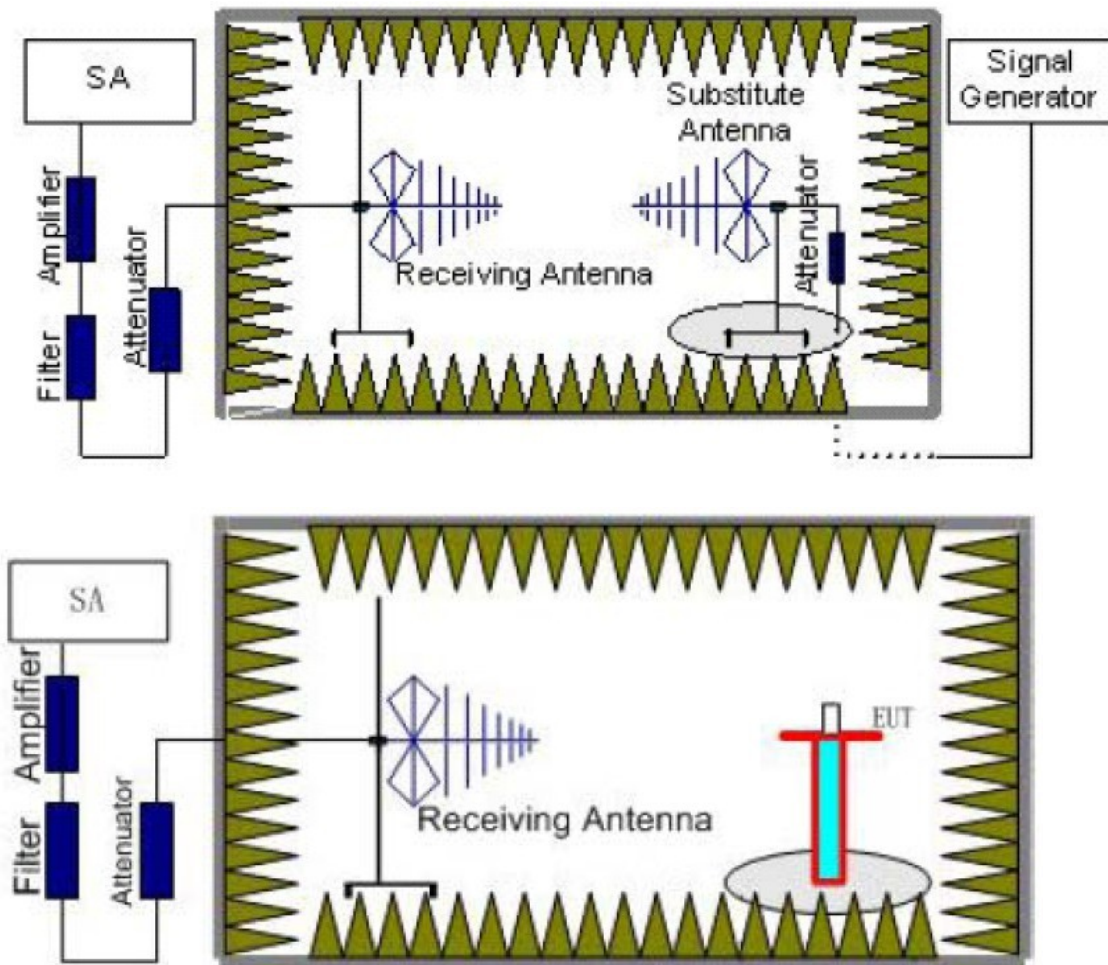 SA
Signal
Generator
Substitute
Antenna
Amplifier
Attenuator
Filter
Attenuator
Receiving Antenna
SA
Amplifier
Filter
Attenuator
EUT
Receiving Antenna